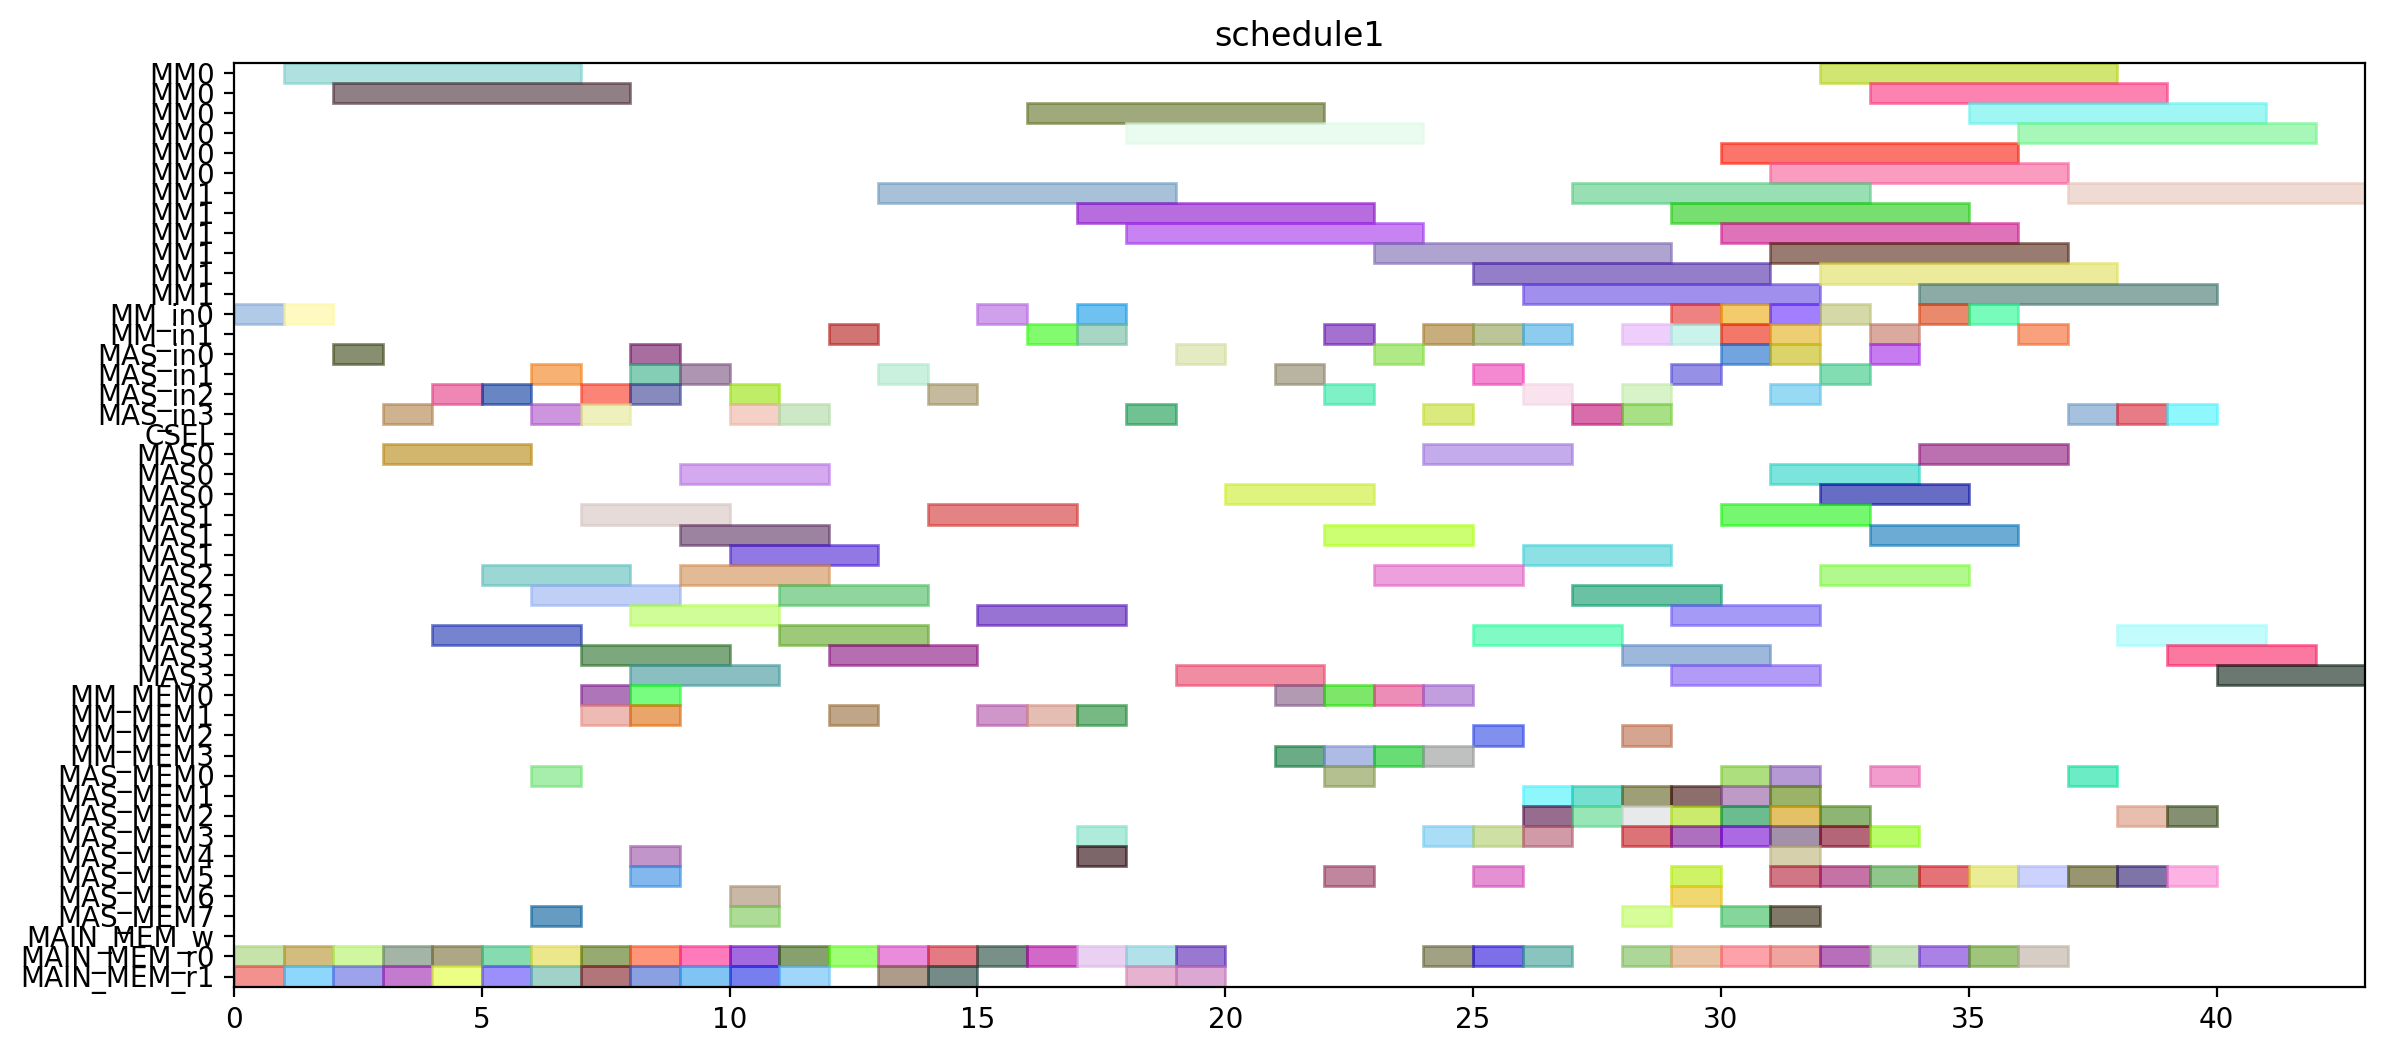 schedule1
MM0
MM0
MM0
MM0
MM0
MM0
MM1
MM1
MM1
MM1
MM1
MM1
MM_in0
MM_in1
MAS_in0
MAS_in1
MAS_in2
MAS_in3
CSEL
MAS0
MAS0
MAS0
MAS1
MAS1
MAS1
MAS2
MAS2
MAS2
MAS3
MAS3
MAS3
MM_MEM0
MM_MEM1
MM_MEM2
MM_MEM3
MAS_MEM0
MAS_MEM1
MAS_MEM2
MAS_MEM3
MAS_MEM4
MAS_MEM5
MAS_MEM6
MAS_MEM7
MAIN_MEM_w
MAIN_MEM_r0
MAIN_MEM_r1
0 5 10 15 20 25 30 35 40